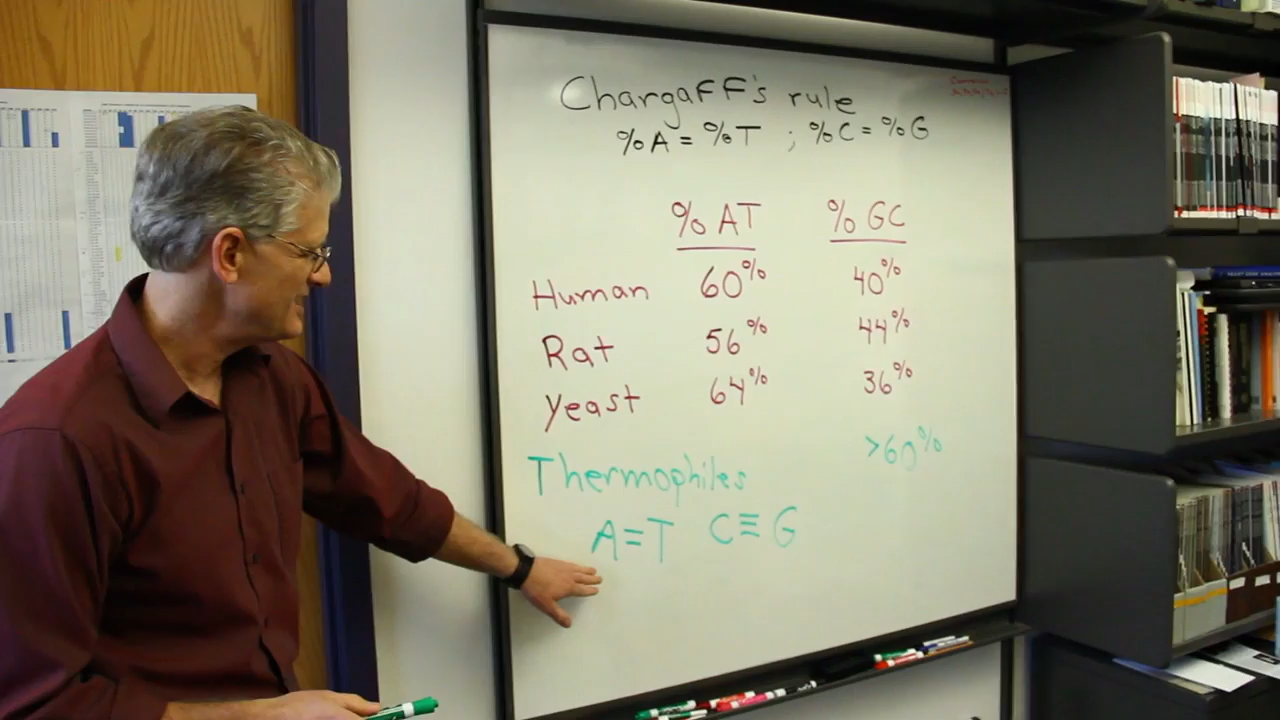 Chargaff's rule
%A = %T ; %C = %G
% AT % GC
Human 60% 40%
Rat 56% 44%
Yeast 64% 36%
Thermophiles >60%
A=T C≡G